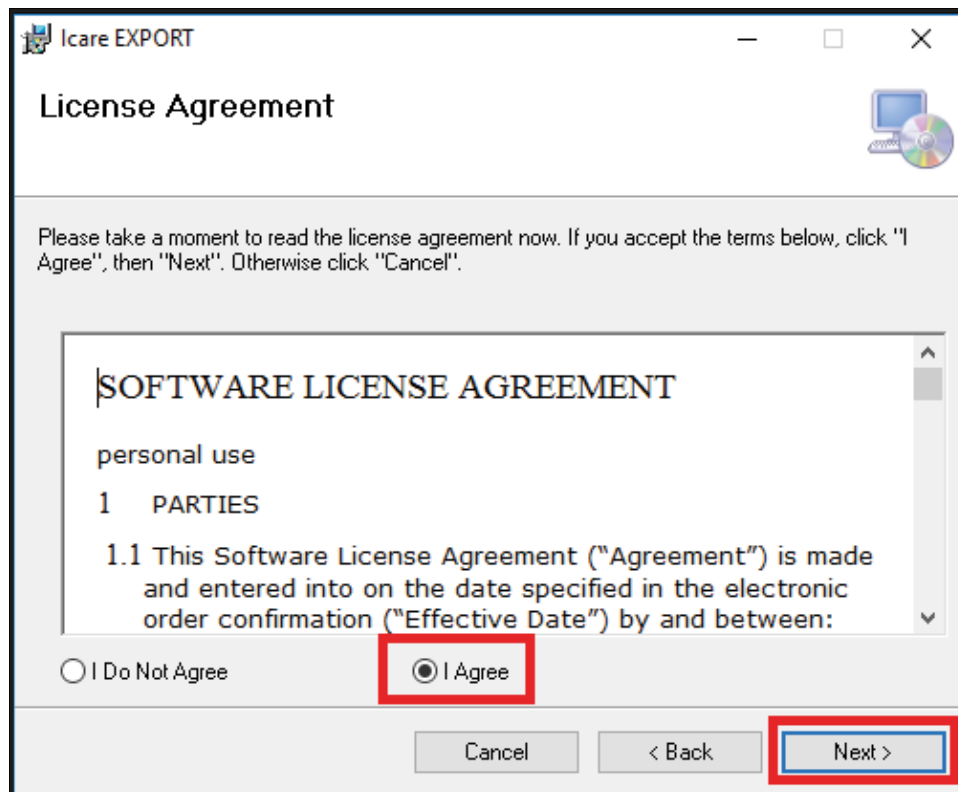 Icare EXPORT
License Agreement
Please take a moment to read the license agreement now. If you accept the terms below, click "I
Agree", then "Next". Otherwise click "Cancel".
SOFTWARE LICENSE AGREEMENT
personal use
1 PARTIES
1.1 This Software License Agreement (“Agreement”) is made
and entered into on the date specified in the electronic
order confirmation (“Effective Date”) by and between:
I Do Not Agree
I Agree
Cancel
< Back
Next >